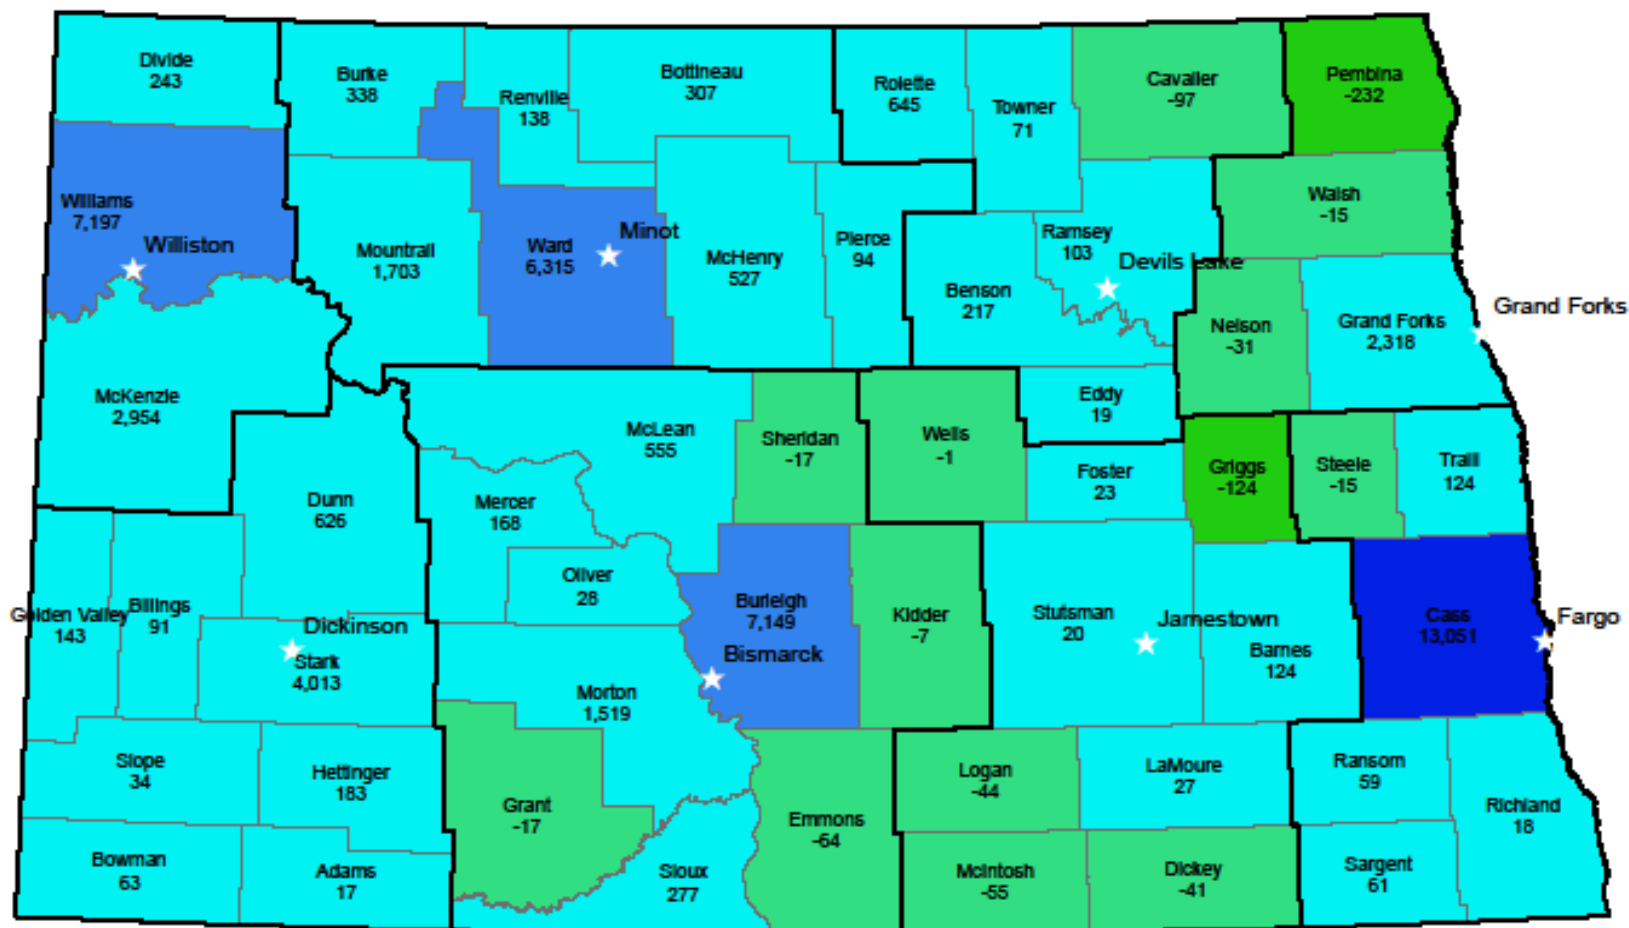 Divide
243
Burke
338
Renville
138
Bottineau
307
Rolette
645
Towner
71
Cavalier
-97
Pembina
-232
Williams
7,197
Williston
Mountrail
1,703
Ward
6,315
Minot
McHenry
527
Pierce
94
Benson
217
Ramsey
103
Devils Lake
Walsh
-15
Nelson
-31
Grand Forks
2,318
Grand Forks
McKenzie
2,954
Dunn
626
McLean
555
Mercer
168
Oliver
28
Sheridan
-17
Wells
-1
Eddy
19
Foster
23
Griggs
-124
Steele
-15
Traill
124
Golden Valley
143
Billings
91
Dickinson
Stark
4,013
Morton
1,519
Burleigh
7,149
Bismarck
Kidder
-7
Stutsman
20
Jamestown
Barnes
124
Cass
13,051
Fargo
Slope
34
Hettinger
183
Grant
-17
Emmons
-64
Logan
-44
LaMoure
27
Ransom
59
Richland
18
Bowman
63
Adams
17
Sioux
277
McIntosh
-55
Dickey
-41
Sargent
61